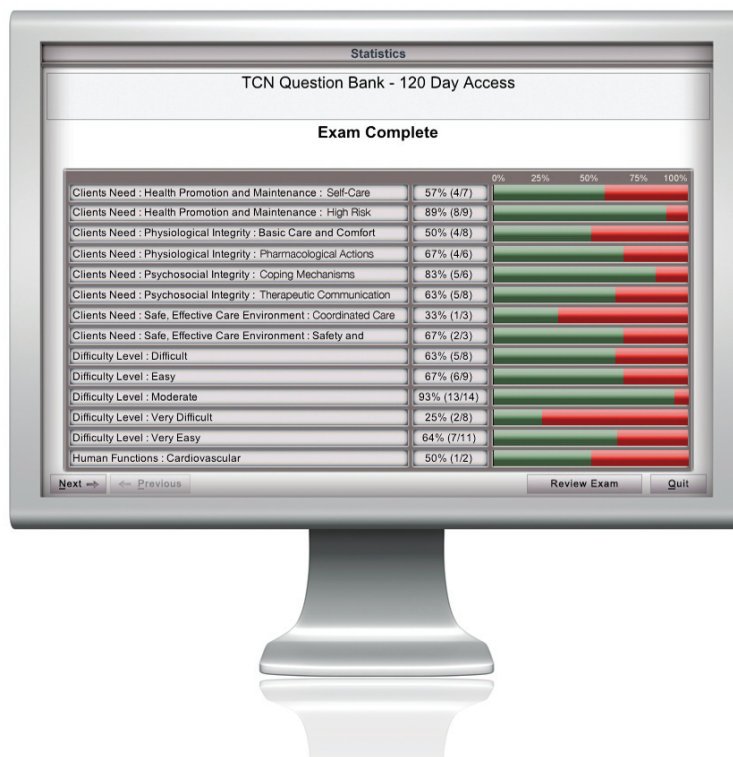 Statistics
TCN Question Bank - 120 Day Access
Exam Complete
0% 25% 50% 75% 100%
Clients Need : Health Promotion and Maintenance : Self-Care 57% (4/7)
Clients Need : Health Promotion and Maintenance : High Risk 89% (8/9)
Clients Need : Physiological Integrity : Basic Care and Comfort 50% (4/8)
Clients Need : Physiological Integrity : Pharmacological Actions 67% (4/6)
Clients Need : Psychosocial Integrity : Coping Mechanisms 83% (5/6)
Clients Need : Psychosocial Integrity : Therapeutic Communication 63% (5/8)
Clients Need : Safe, Effective Care Environment : Coordinated Care 33% (1/3)
Clients Need : Safe, Effective Care Environment : Safety and 67% (2/3)
Difficulty Level : Difficult 63% (5/8)
Difficulty Level : Easy 67% (6/9)
Difficulty Level : Moderate 93% (13/14)
Difficulty Level : Very Difficult 25% (2/8)
Difficulty Level : Very Easy 64% (7/11)
Human Functions : Cardiovascular 50% (1/2)
Next Previous Review Exam Quit